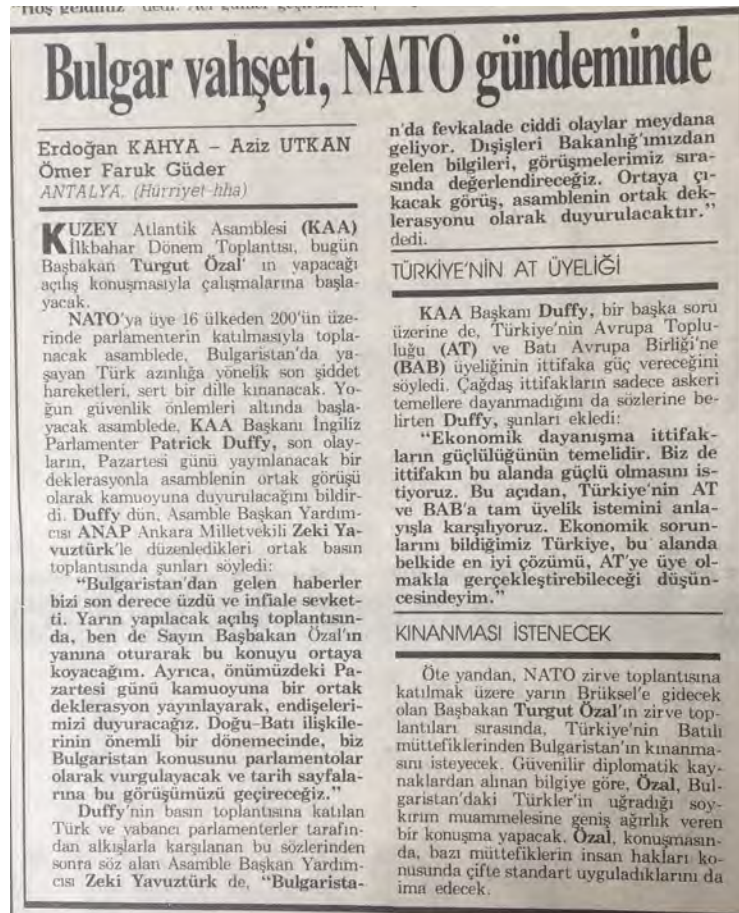 "Hoş geldiniz" dedi.
Bulgar vahşeti, NATO gündeminde
Erdoğan KAHYA – Aziz UTKAN
Ömer Faruk Güder
ANTALYA, (Hürriyet-hha)
KUZEY Atlantik Asamblesi (KAA)
İlkbahar Dönem Toplantısı, bugün
Başbakan Turgut Özal' ın yapacağı
açılış konuşmasıyla çalışmalarına başla-
yacak.
NATO'ya üye 16 ülkeden 200'ün üze-
rinde parlamenterin katılmasıyla topla-
nacak asamblede, Bulgaristan'da ya-
şayan Türk azınlığa yönelik son şiddet
hareketleri, sert bir dille kınanacak. Yo-
ğun güvenlik önlemleri altında başla-
yacak asamblede, KAA Başkanı İngiliz
Parlamenter Patrick Duffy, son olay-
ların, Pazartesi günü yayınlanacak bir
deklerasyonla asamblenin ortak görüşü
olarak kamuoyuna duyurulacağını bildir-
di. Duffy dün, Asamble Başkan Yardım-
cısı ANAP Ankara Milletvekili Zeki Ya-
vuztürk'le düzenledikleri ortak basın
toplantısında şunları söyledi:
"Bulgaristan'dan gelen haberler
bizi son derece üzdü ve infiale sevket-
ti. Yarın yapılacak açılış toplantısın-
da, ben de Sayın Başbakan Özal'ın
yanına oturarak bu konuyu ortaya
koyacağım. Ayrıca, önümüzdeki Pa-
zartesi günü kamuoyuna bir ortak
deklerasyon yayınlayarak, endişeleri-
mizi duyuracağız. Doğu-Batı ilişkile-
rinin önemli bir dönemecinde, biz
Bulgaristan konusunu parlamentolar
olarak vurgulayacak ve tarih sayfala-
rına bu görüşümüzü geçireceğiz."
Duffy'nin basın toplantısına katılan
Türk ve yabancı parlamenterler tarafın-
dan alkışlarla karşılanan bu sözlerinden
sonra söz alan Asamble Başkan Yardım-
cısı Zeki Yavuztürk de, "Bulgarista-
n'da fevkalade ciddi olaylar meydana
geliyor. Dışişleri Bakanlığ'ımızdan
gelen bilgileri, görüşmelerimiz sıra-
sında değerlendireceğiz. Ortaya çı-
kacak görüş, asamblenin ortak dek-
lerasyonu olarak duyurulacaktır."
dedi.
TÜRKİYE'NİN AT ÜYELİĞİ
KAA Başkanı Duffy, bir başka soru
üzerine de, Türkiye'nin Avrupa Toplu-
luğu (AT) ve Batı Avrupa Birliği'ne
(BAB) üyeliğinin ittifaka güç vereceğini
söyledi. Çağdaş ittifakların sadece askeri
temellere dayanmadığını da sözlerine be-
lirten Duffy, şunları ekledi:
"Ekonomik dayanışma ittifak-
ların güçlülüğünün temelidir. Biz de
ittifakın bu alanda güçlü olmasını is-
tiyoruz. Bu açıdan, Türkiye'nin AT
ve BAB'a tam üyelik istemini anla-
yışla karşılıyoruz. Ekonomik sorun-
larını bildiğimiz Türkiye, bu alanda
belkide en iyi çözümü, AT'ye üye ol-
makla gerçekleştirebileceği düşün-
cesindeyim."
KINANMASI İSTENECEK
Öte yandan, NATO zirve toplantısına
katılmak üzere yarın Brüksel'e gidecek
olan Başbakan Turgut Özal'ın zirve top-
lantıları sırasında, Türkiye'nin Batılı
müttefiklerinden Bulgaristan'ın kınanma-
sını isteyecek. Güvenilir diplomatik kay-
naklardan alınan bilgiye göre, Özal, Bul-
garistan'daki Türkler'in uğradığı soy-
kırım muammelesine geniş ağırlık veren
bir konuşma yapacak. Özal, konuşmasın-
da, bazı müttefiklerin insan hakları ko-
nusunda çifte standart uyguladıklarını da
ima edecek.